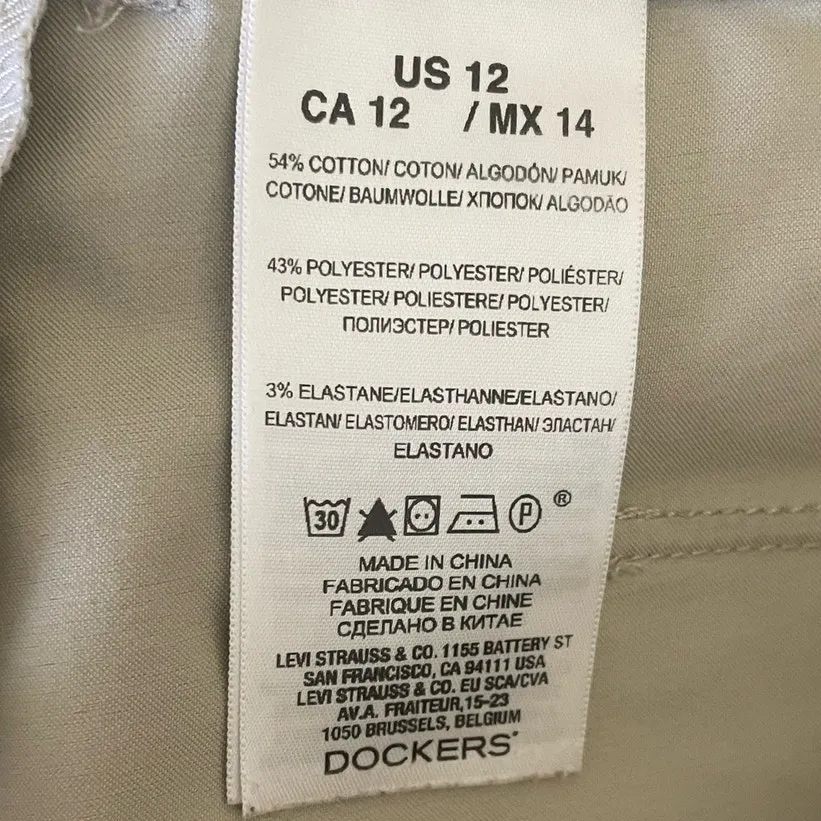 US 12
CA 12 / MX 14
54% COTTON/ COTON/ ALGODÓN/ PAMUK/
COTONE/ BAUMWOLLE/ ХПОПОК/ ALGODÃO
43% POLYESTER/ POLYESTER/ POLIÉSTER/
POLYESTER/ POLIESTERE/ POLYESTER/
ПОЛИЭСТЕР/ POLIESTER
3% ELASTANE/ELASTHANNE/ELASTANO/
ELASTAN/ ELASTOMERO/ ELASTHAN/ ЭЛАСТАН/
ELASTANO
30 P ®
MADE IN CHINA
FABRICADO EN CHINA
FABRIQUE EN CHINE
СДЕЛАНО В КИТАЕ
LEVI STRAUSS & CO. 1155 BATTERY ST
SAN FRANCISCO, CA 94111 USA
LEVI STRAUSS & CO. EU SCA/CVA
AV.A. FRAITEUR,15-23
1050 BRUSSELS, BELGIUM
DOCKERS